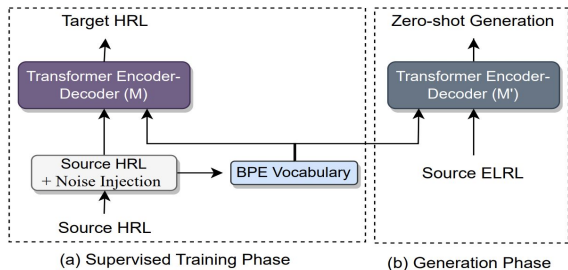 Target HRL
Transformer Encoder-
Decoder (M)
Source HRL
+ Noise Injection
BPE Vocabulary
Source HRL
(a) Supervised Training Phase
Zero-shot Generation
Transformer Encoder-
Decoder (M')
Source ELRL
(b) Generation Phase